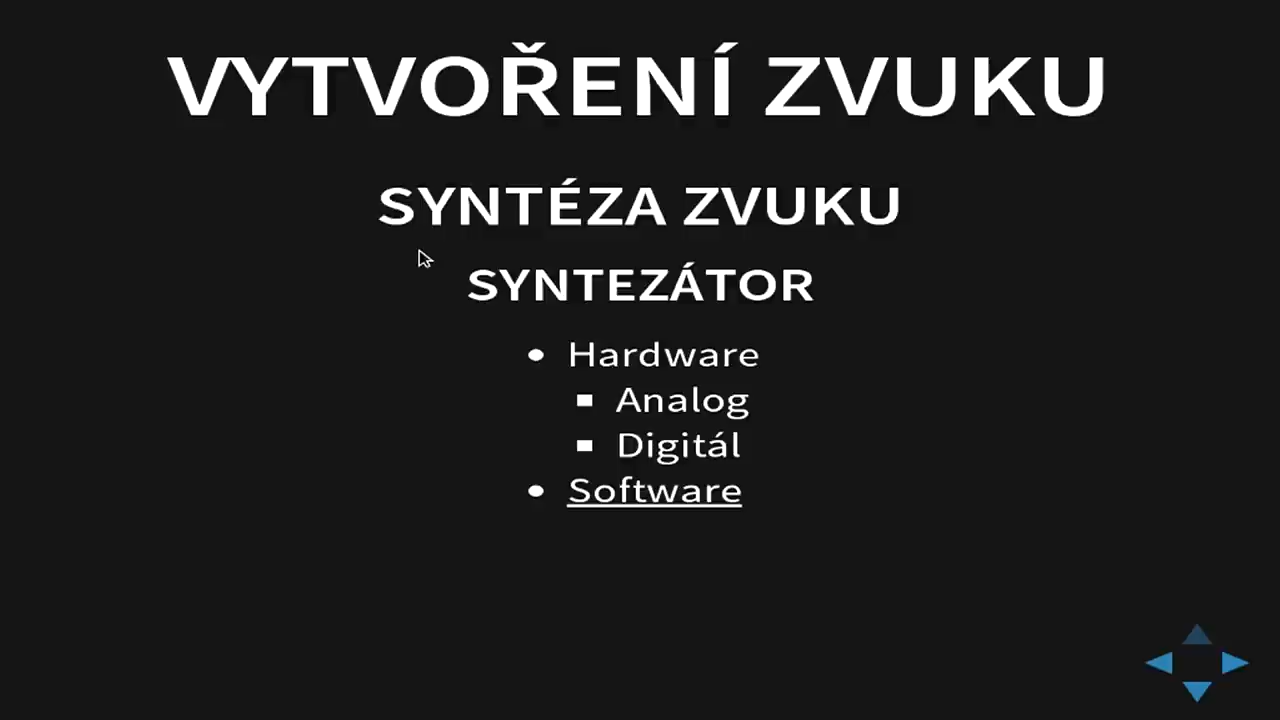 VYTVOŘENÍ ZVUKU
SYNTÉZA ZVUKU
SYNTEZÁTOR
Hardware
Analog
Digitál
Software